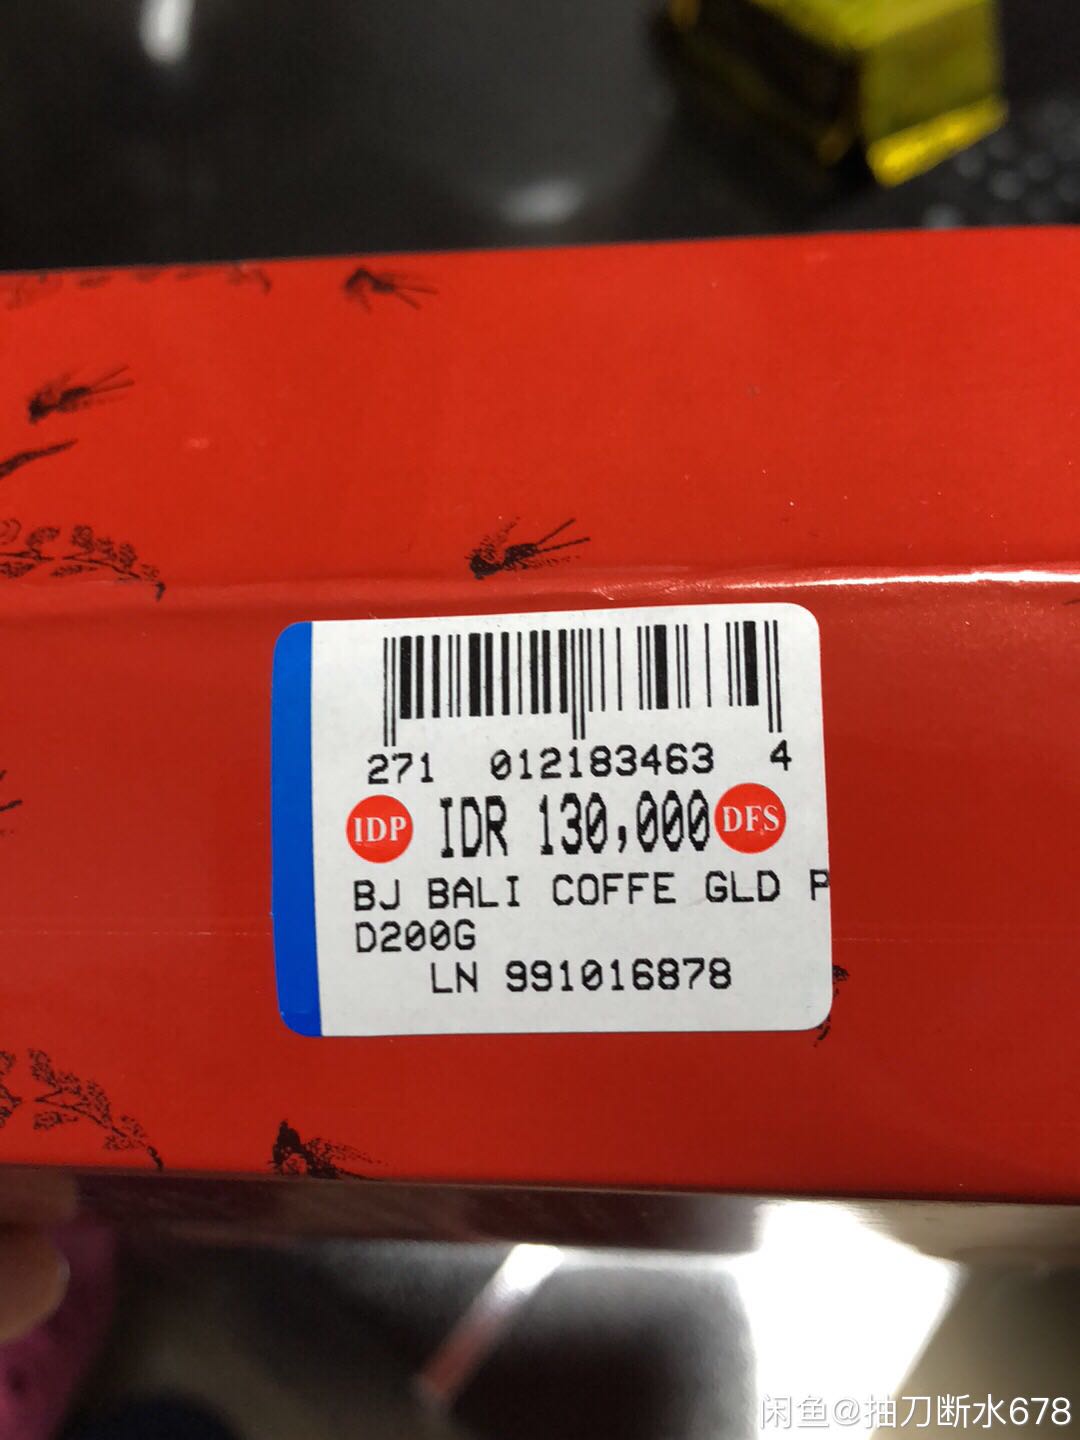 271 012183463 4
IDP IDR 130,000 DFS
BJ BALI COFFE GLD P
D200G
LN 991016878
闲鱼@抽刀断水678